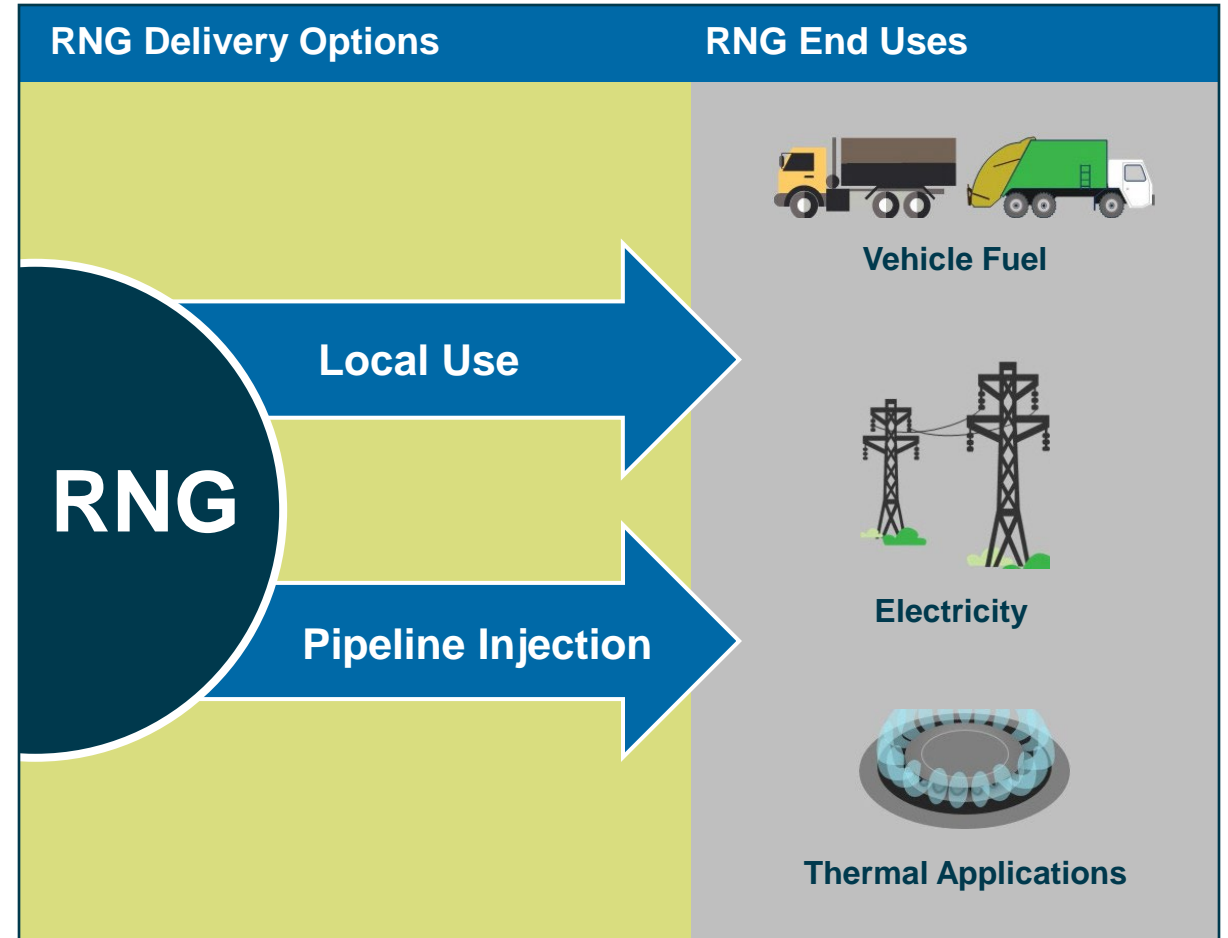 RNG Delivery Options
RNG End Uses
RNG
Local Use
Pipeline Injection
Vehicle Fuel
Electricity
Thermal Applications